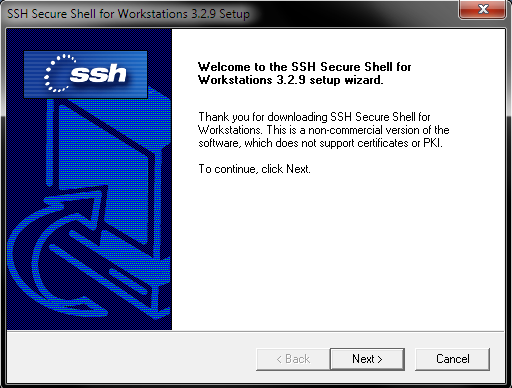 SSH Secure Shell for Workstations 3.2.9 Setup
ssh
Welcome to the SSH Secure Shell for
Workstations 3.2.9 setup wizard.
Thank you for downloading SSH Secure Shell for
Workstations. This is a non-commercial version of the
software, which does not support certificates or PKI.
To continue, click Next.
< Back
Next >
Cancel